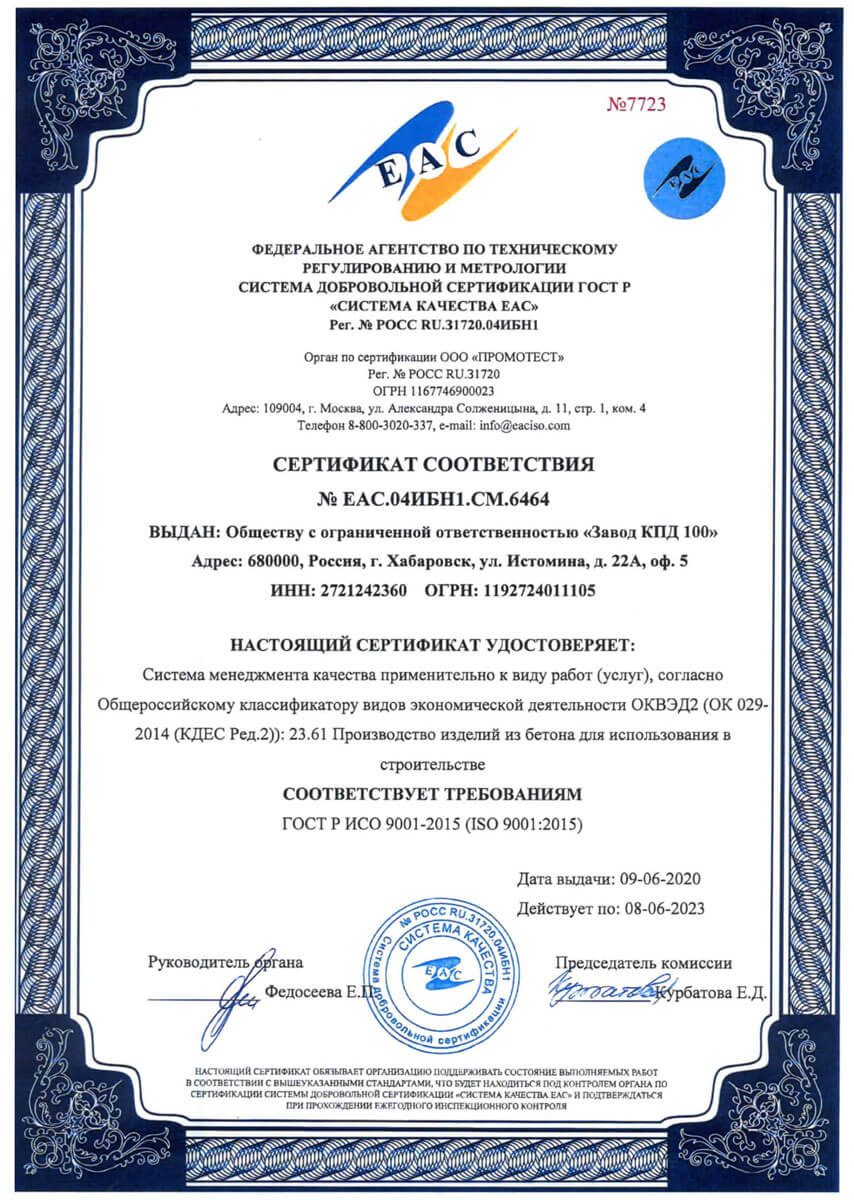 №7723
ЕАС
ЕАС
ФЕДЕРАЛЬНОЕ АГЕНТСТВО ПО ТЕХНИЧЕСКОМУ
РЕГУЛИРОВАНИЮ И МЕТРОЛОГИИ
СИСТЕМА ДОБРОВОЛЬНОЙ СЕРТИФИКАЦИИ ГОСТ Р
«СИСТЕМА КАЧЕСТВА ЕАС»
Рег. № РОСС RU.31720.04ИБН1
Орган по сертификации ООО «ПРОМОТЕСТ»
Рег. № РОСС RU.31720
ОГРН 1167746900023
Адрес: 109004, г. Москва, ул. Александра Солженицына, д. 11, стр. 1, ком. 4
Телефон 8-800-3020-337, e-mail: info@eaciso.com
СЕРТИФИКАТ СООТВЕТСТВИЯ
№ ЕАС.04ИБН1.СМ.6464
ВЫДАН: Обществу с ограниченной ответственностью «Завод КПД 100»
Адрес: 680000, Россия, г. Хабаровск, ул. Истомина, д. 22А, оф. 5
ИНН: 2721242360 ОГРН: 1192724011105
НАСТОЯЩИЙ СЕРТИФИКАТ УДОСТОВЕРЯЕТ:
Система менеджмента качества применительно к виду работ (услуг), согласно
Общероссийскому классификатору видов экономической деятельности ОКВЭД2 (ОК 029-
2014 (КДЕС Ред.2)): 23.61 Производство изделий из бетона для использования в
строительстве
СООТВЕТСТВУЕТ ТРЕБОВАНИЯМ
ГОСТ Р ИСО 9001-2015 (ISO 9001:2015)
Дата выдачи: 09-06-2020
Действует по: 08-06-2023
№ РОСС RU.31720.04ИБН1
Система добровольной сертификации
СИСТЕМА КАЧЕСТВА
ЕАС
Руководитель органа
Федосеева Е.П.
Председатель комиссии
Курбатова Е.Д.
НАСТОЯЩИЙ СЕРТИФИКАТ ОБЯЗЫВАЕТ ОРГАНИЗАЦИЮ ПОДДЕРЖИВАТЬ СОСТОЯНИЕ ВЫПОЛНЯЕМЫХ РАБОТ
В СООТВЕТСТВИИ С ВЫШЕУКАЗАННЫМИ СТАНДАРТАМИ, ЧТО БУДЕТ НАХОДИТЬСЯ ПОД КОНТРОЛЕМ ОРГАНА ПО
СЕРТИФИКАЦИИ СИСТЕМЫ ДОБРОВОЛЬНОЙ СЕРТИФИКАЦИИ «СИСТЕМА КАЧЕСТВА ЕАС» И ПОДТВЕРЖДАТЬСЯ
ПРИ ПРОХОЖДЕНИИ ЕЖЕГОДНОГО ИНСПЕКЦИОННОГО КОНТРОЛЯ